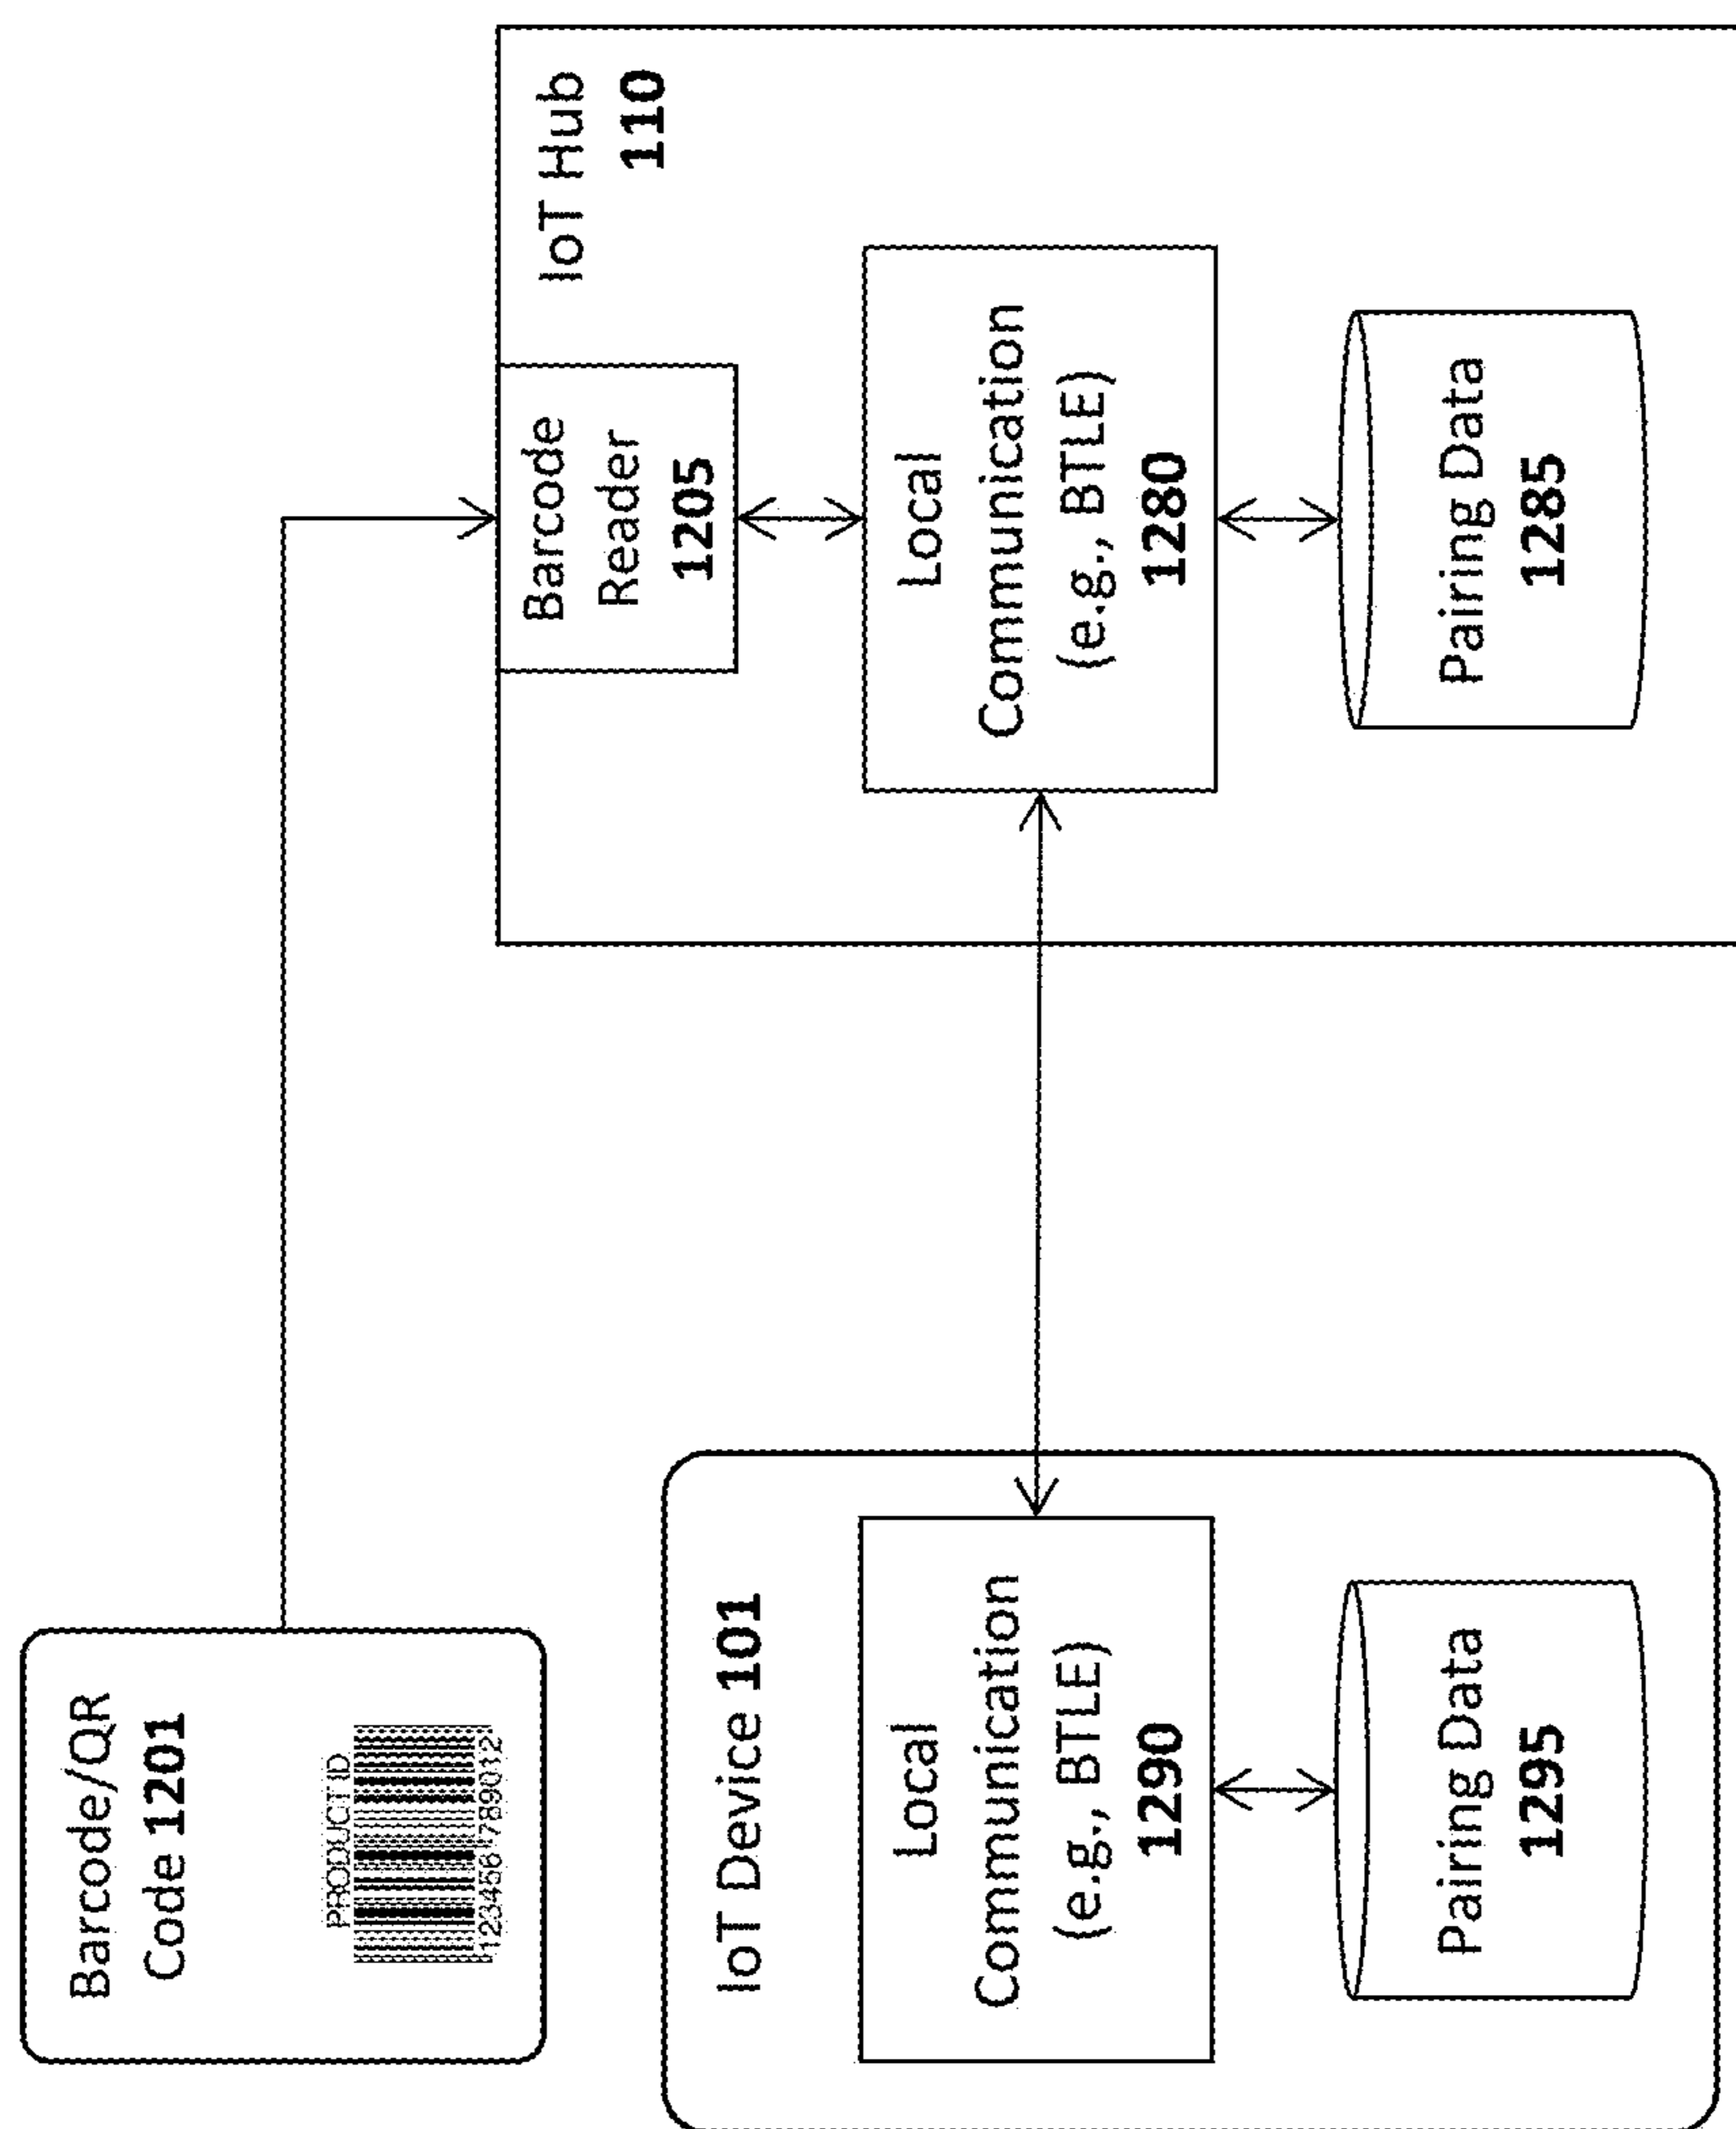 Barcode/QR
Code 1201
PRODUCT ID
123456 789012
IoT Device 101
Local
Communication
(e.g., BTLE)
1290
Pairing Data
1295
IoT Hub
110
Barcode
Reader
1205
Local
Communication
(e.g., BTLE)
1280
Pairing Data
1285